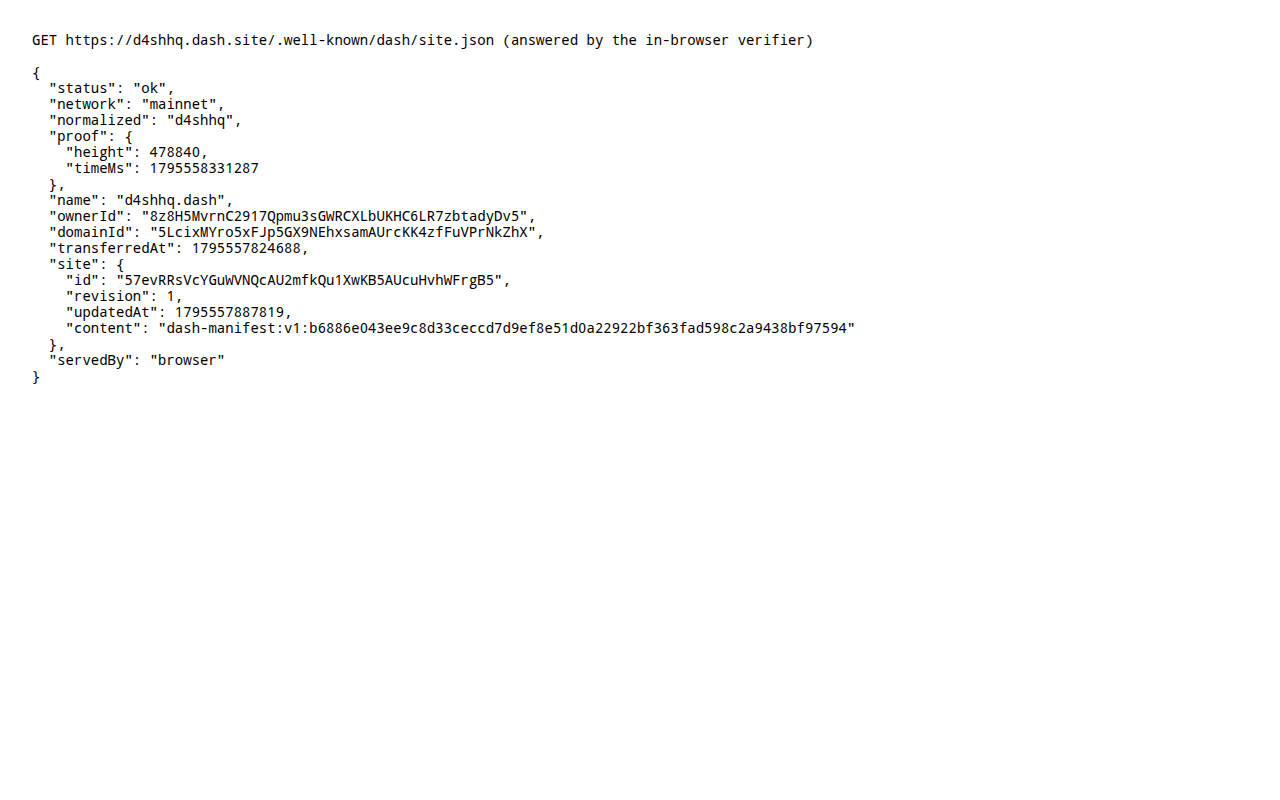 GET https://d4shhq.dash.site/.well-known/dash/site.json (answered by the in-browser verifier)
{
  "status": "ok",
  "network": "mainnet",
  "normalized": "d4shhq",
  "proof": {
    "height": 478840,
    "timeMs": 1795558331287
  },
  "name": "d4shhq.dash",
  "ownerId": "8z8H5MvrnC2917Qpmu3sGWRCXLbUKHC6LR7zbtadyDv5",
  "domainId": "5LcixMYro5xFJp5GX9NEhxsamAUrcKK4zfFuVPrNkZhX",
  "transferredAt": 1795557824688,
  "site": {
    "id": "57evRRsVcYGuWVNQcAU2mfkQu1XwKB5AUcuHvhWFrgB5",
    "revision": 1,
    "updatedAt": 1795557887819,
    "content": "dash-manifest:v1:b6886e043ee9c8d33ceccd7d9ef8e51d0a22922bf363fad598c2a9438bf97594"
  },
  "servedBy": "browser"
}